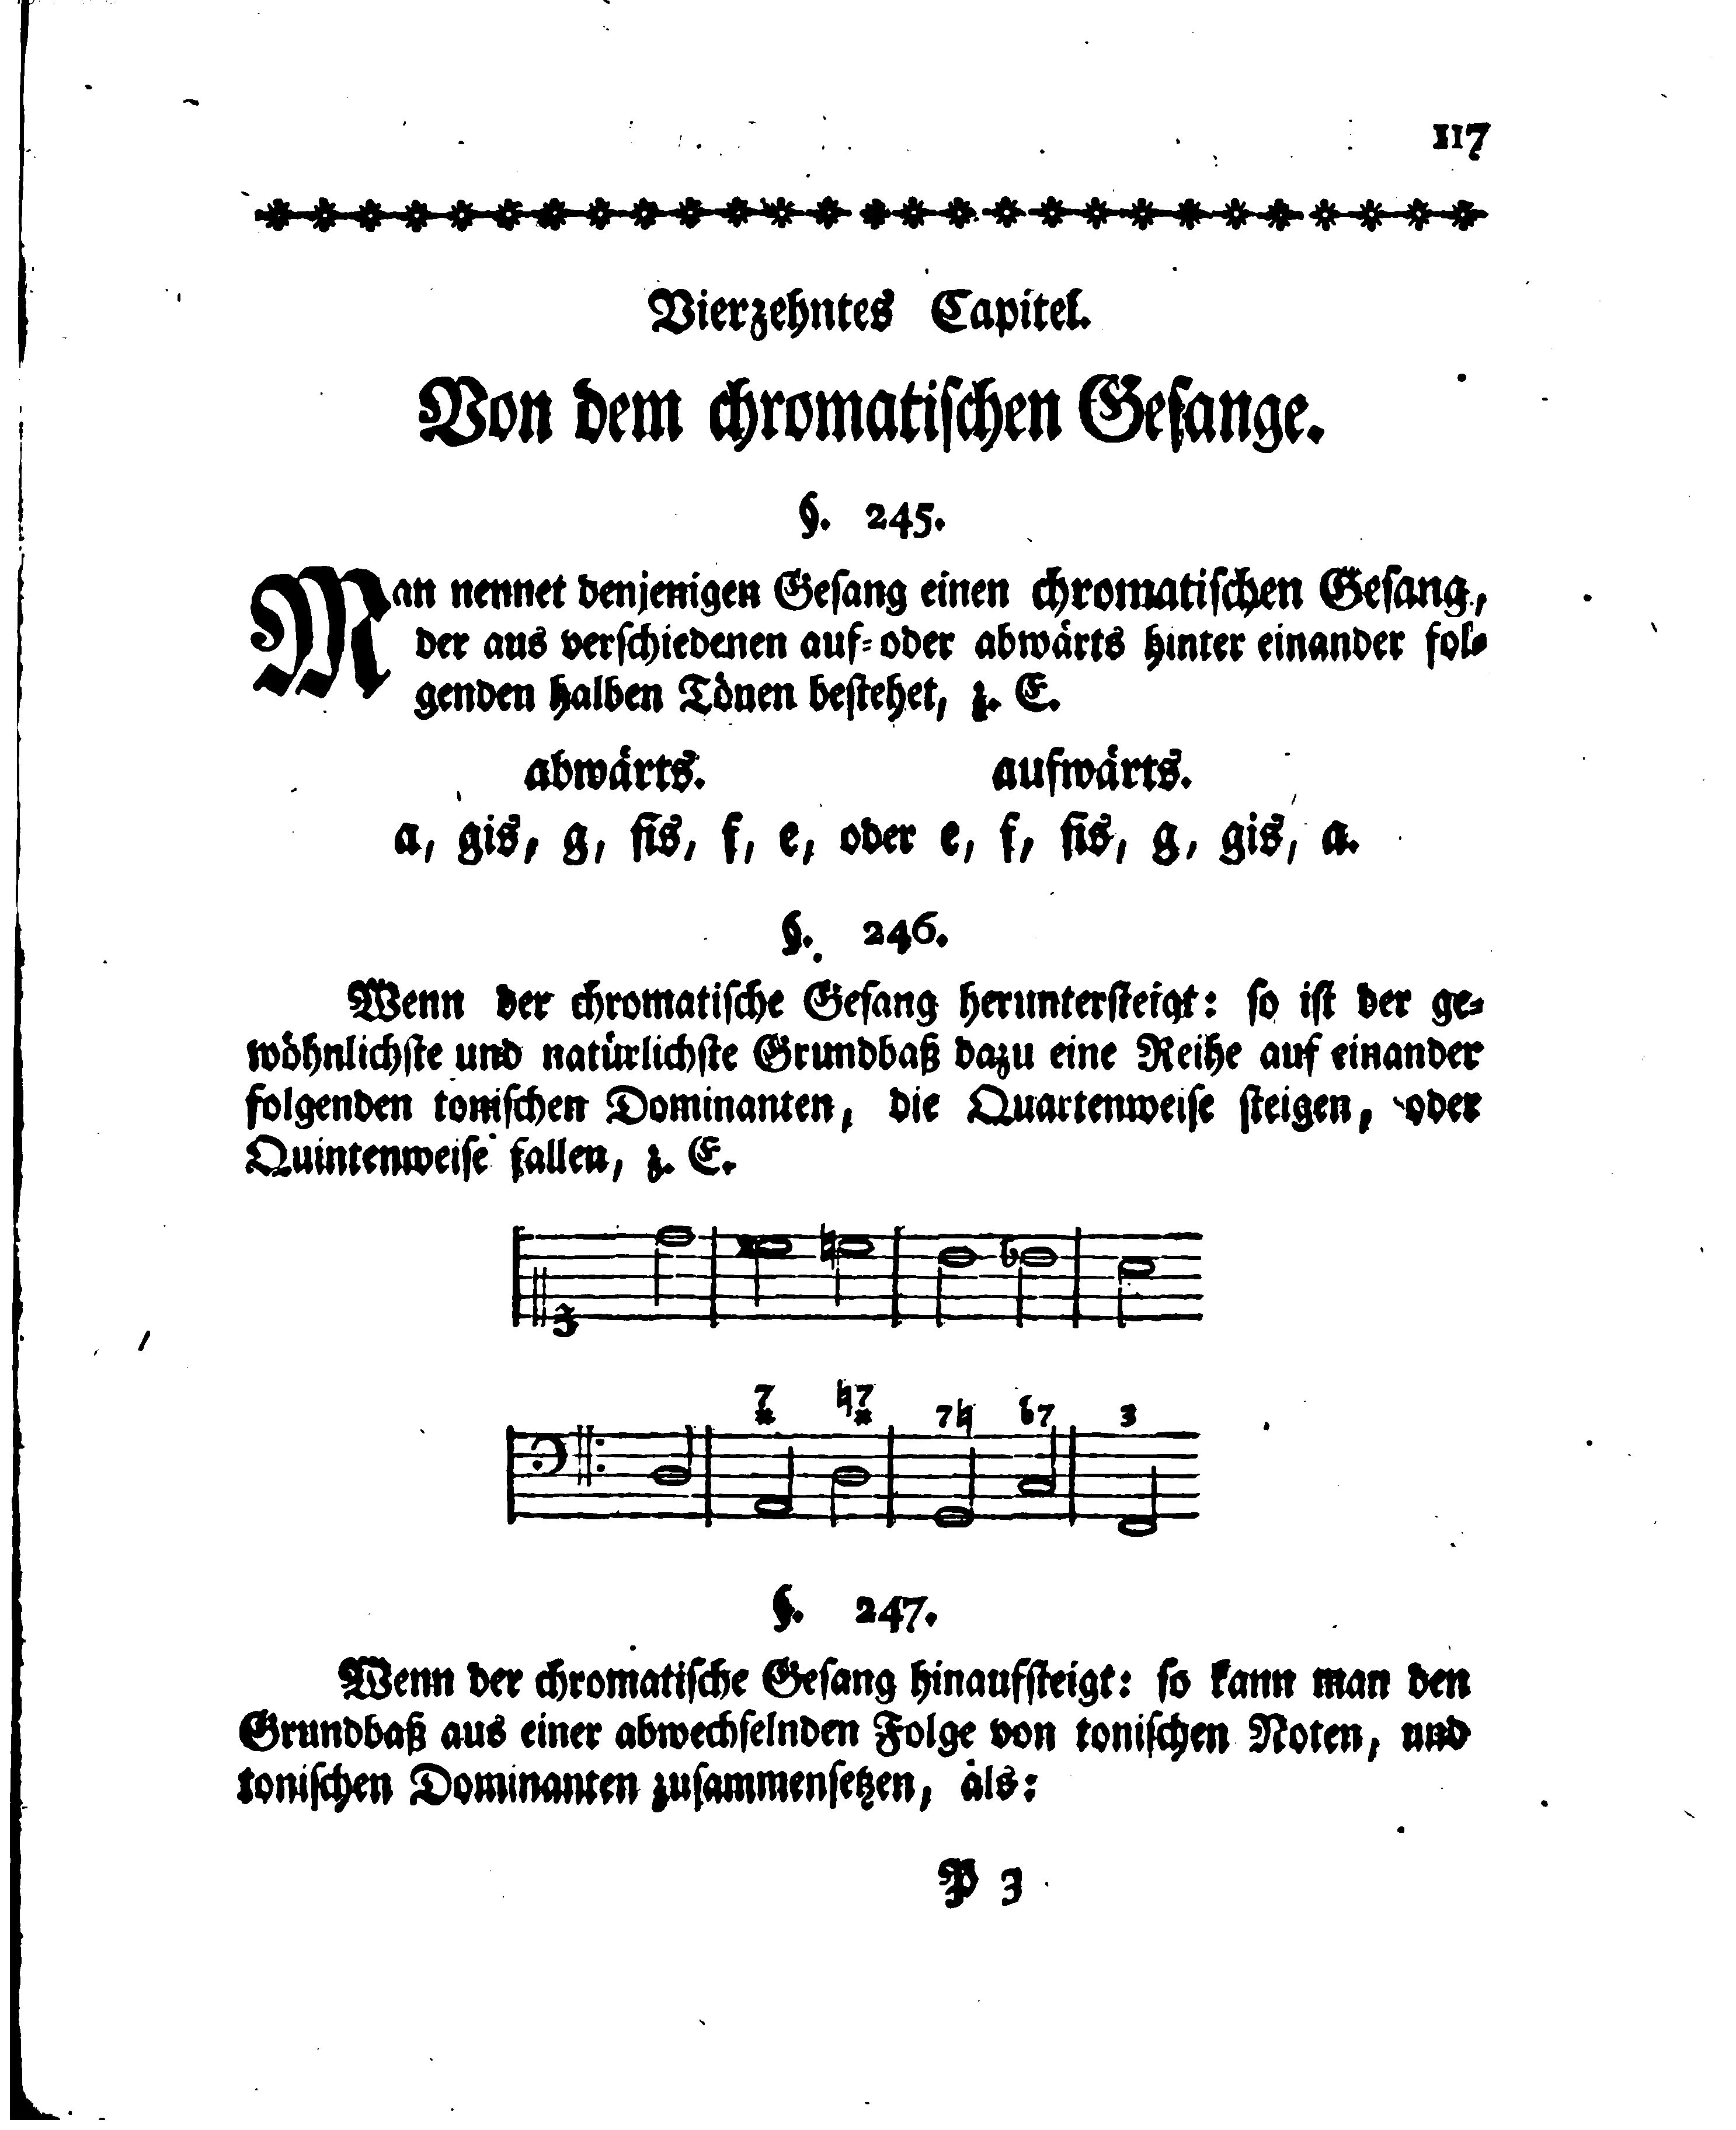 117
Vierzehntes Capitel.
Von dem chromatischen Gesange.
§. 245.
Man nennet denjenigen Gesang einen chromatischen Gesang,
der aus verschiedenen auf- oder abwärts hinter einander fol-
genden halben Tönen bestehet, z. E.
abwärts. aufwärts.
a, gis, g, fis, f, e, oder e, f, fis, g, gis, a.
§. 246.
Wenn der chromatische Gesang heruntersteigt: so ist der ge-
wöhnlichste und natürlichste Grundbaß dazu eine Reihe auf einander
folgenden tonischen Dominanten, die Quartenweise steigen, oder
Quintenweise fallen, z. E.
7 ♮7 7♮ ♭7 3
§. 247.
Wenn der chromatische Gesang hinaufsteigt: so kann man den
Grundbaß aus einer abwechselnden Folge von tonischen Noten, und
tonischen Dominanten zusammensetzen, als:
P 3